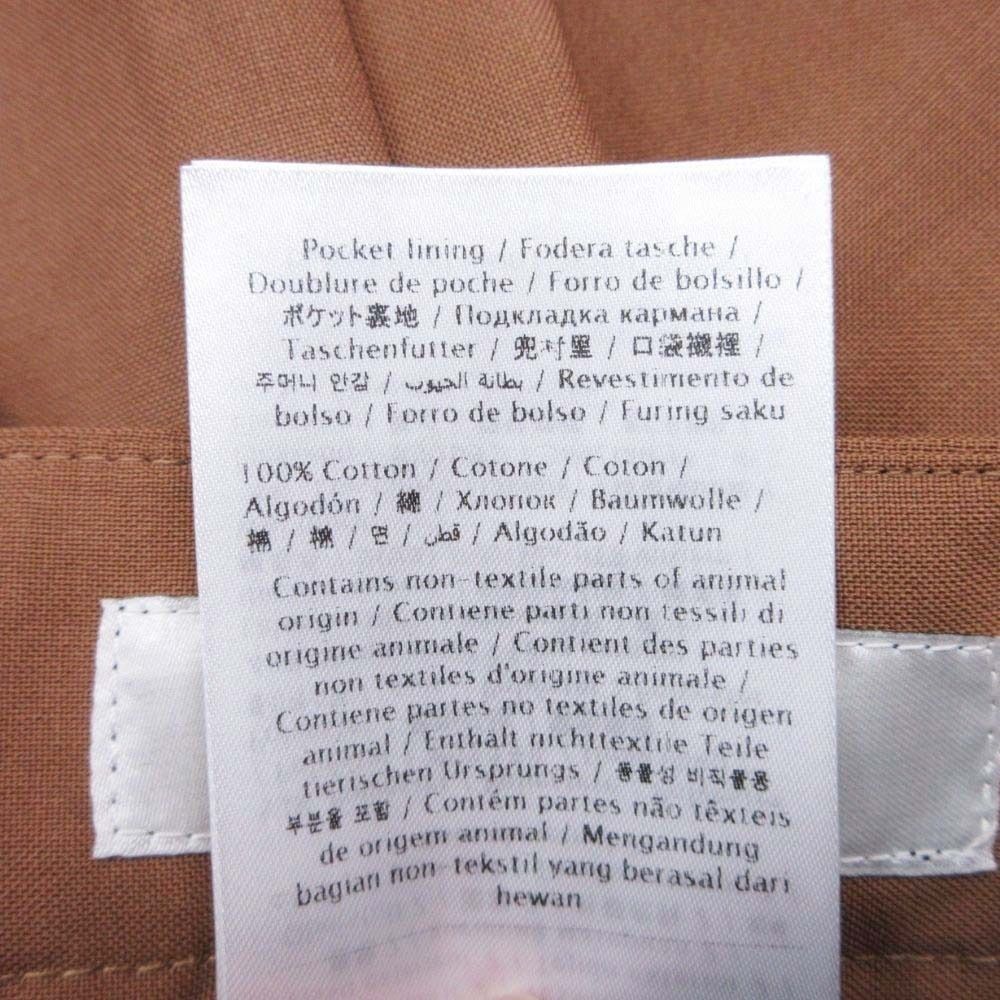 Pocket lining / Fodera tasche /
Doublure de poche / Forro de bolsillo /
ポケット裏地 / Подкладка кармана /
Taschenfutter / 兜村里 / 口袋襯裡 /
주머니 안감 / بطانة الجيوب / Revestimento de
bolso / Forro de bolso / Furing saku
100% Cotton / Cotone / Coton /
Algodón / 綿 / Хлопок / Baumwolle /
棉 / 棉 / 면 / قطن / Algodão / Katun
Contains non-textile parts of animal
origin / Contiene parti non tessili di
origine animale / Contient des parties
non textiles d'origine animale /
Contiene partes no textiles de origen
animal / Enthält nichttextile Teile
tierischen Ursprungs / 동물성 비직물용
부분을 포함 / Contém partes não têxteis
de origem animal / Mengandung
bagian non-tekstil yang berasal dari
hewan